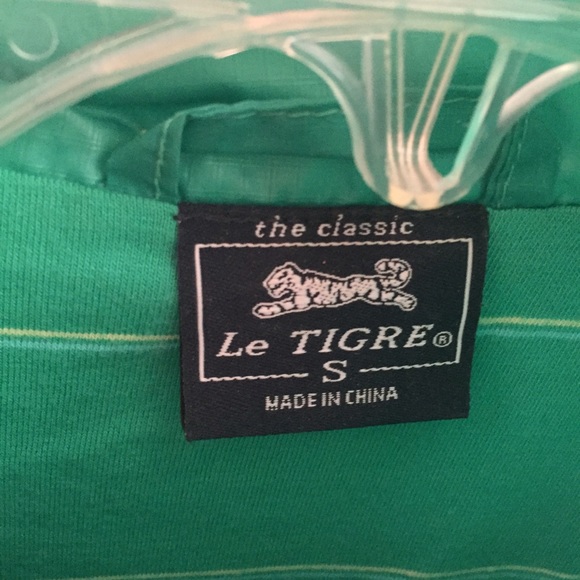 the classic
Le TIGRE®
S
MADE IN CHINA